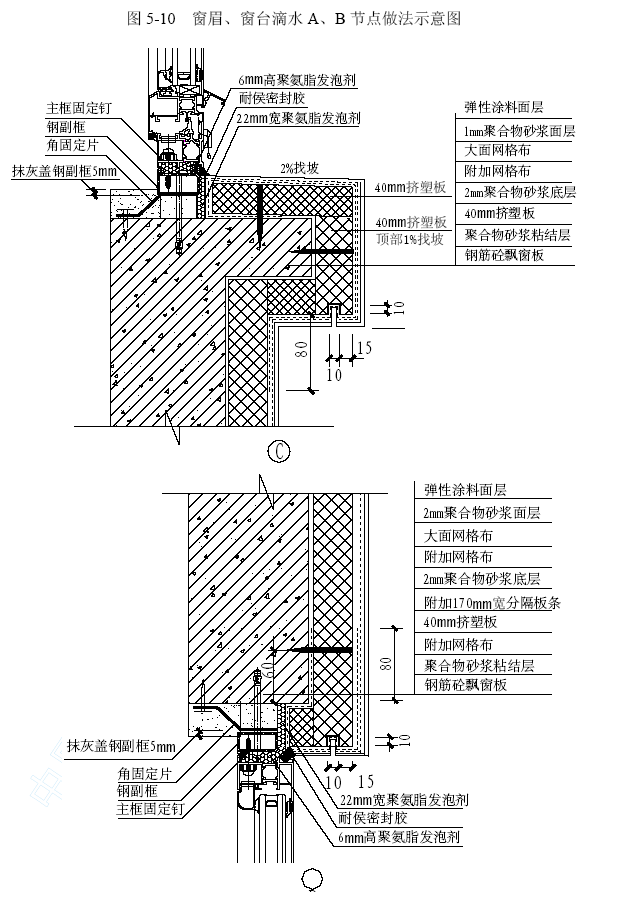 图 5-10 窗眉、窗台滴水 A、B 节点做法示意图
6mm高聚氨脂发泡剂
耐侯密封胶
22mm宽聚氨脂发泡剂
主框固定钉
钢副框
角固定片
抹灰盖钢副框5mm
2%找坡
40mm挤塑板
40mm挤塑板
顶部1%找坡
弹性涂料面层
1mm聚合物砂浆面层
大面网格布
附加网格布
2mm聚合物砂浆底层
40mm挤塑板
聚合物砂浆粘结层
钢筋砼飘窗板
10
80
15
10
C
弹性涂料面层
2mm聚合物砂浆面层
大面网格布
附加网格布
2mm聚合物砂浆底层
附加170mm宽分隔板条
40mm挤塑板
附加网格布
聚合物砂浆粘结层
钢筋砼飘窗板
60
80
10
抹灰盖钢副框5mm
角固定片
钢副框
主框固定钉
10
15
22mm宽聚氨脂发泡剂
耐侯密封胶
6mm高聚氨脂发泡剂